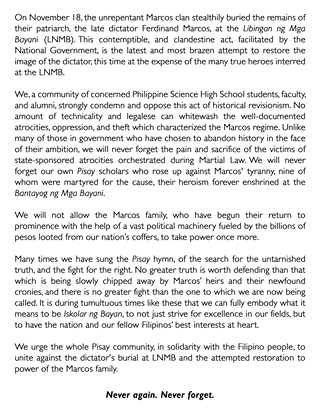 On November 18, the unrepentant Marcos clan stealthily buried the remains of
their patriarch, the late dictator Ferdinand Marcos, at the Libingan ng Mga
Bayani (LNMB). This contemptible, and clandestine act, facilitated by the
National Government, is the latest and most brazen attempt to restore the
image of the dictator, this time at the expense of the many true heroes interred
at the LNMB.
We, a community of concerned Philippine Science High School students, faculty,
and alumni, strongly condemn and oppose this act of historical revisionism. No
amount of technicality and legalese can whitewash the well-documented
atrocities, oppression, and theft which characterized the Marcos regime. Unlike
many of those in government who have chosen to abandon history in the face
of their ambition, we will never forget the pain and sacrifice of the victims of
state-sponsored atrocities orchestrated during Martial Law. We will never
forget our own Pisay scholars who rose up against Marcos' tyranny, nine of
whom were martyred for the cause, their heroism forever enshrined at the
Bantayog ng Mga Bayani.
We will not allow the Marcos family, who have begun their return to
prominence with the help of a vast political machinery fueled by the billions of
pesos looted from our nation's coffers, to take power once more.
Many times we have sung the Pisay hymn, of the search for the untarnished
truth, and the fight for the right. No greater truth is worth defending than that
which is being slowly chipped away by Marcos' heirs and their newfound
cronies, and there is no greater fight than the one to which we are now being
called. It is during tumultuous times like these that we can fully embody what it
means to be Iskolar ng Bayan, to not just strive for excellence in our fields, but
to have the nation and our fellow Filipinos' best interests at heart.
We urge the whole Pisay community, in solidarity with the Filipino people, to
unite against the dictator's burial at LNMB and the attempted restoration to
power of the Marcos family.
Never again. Never forget.